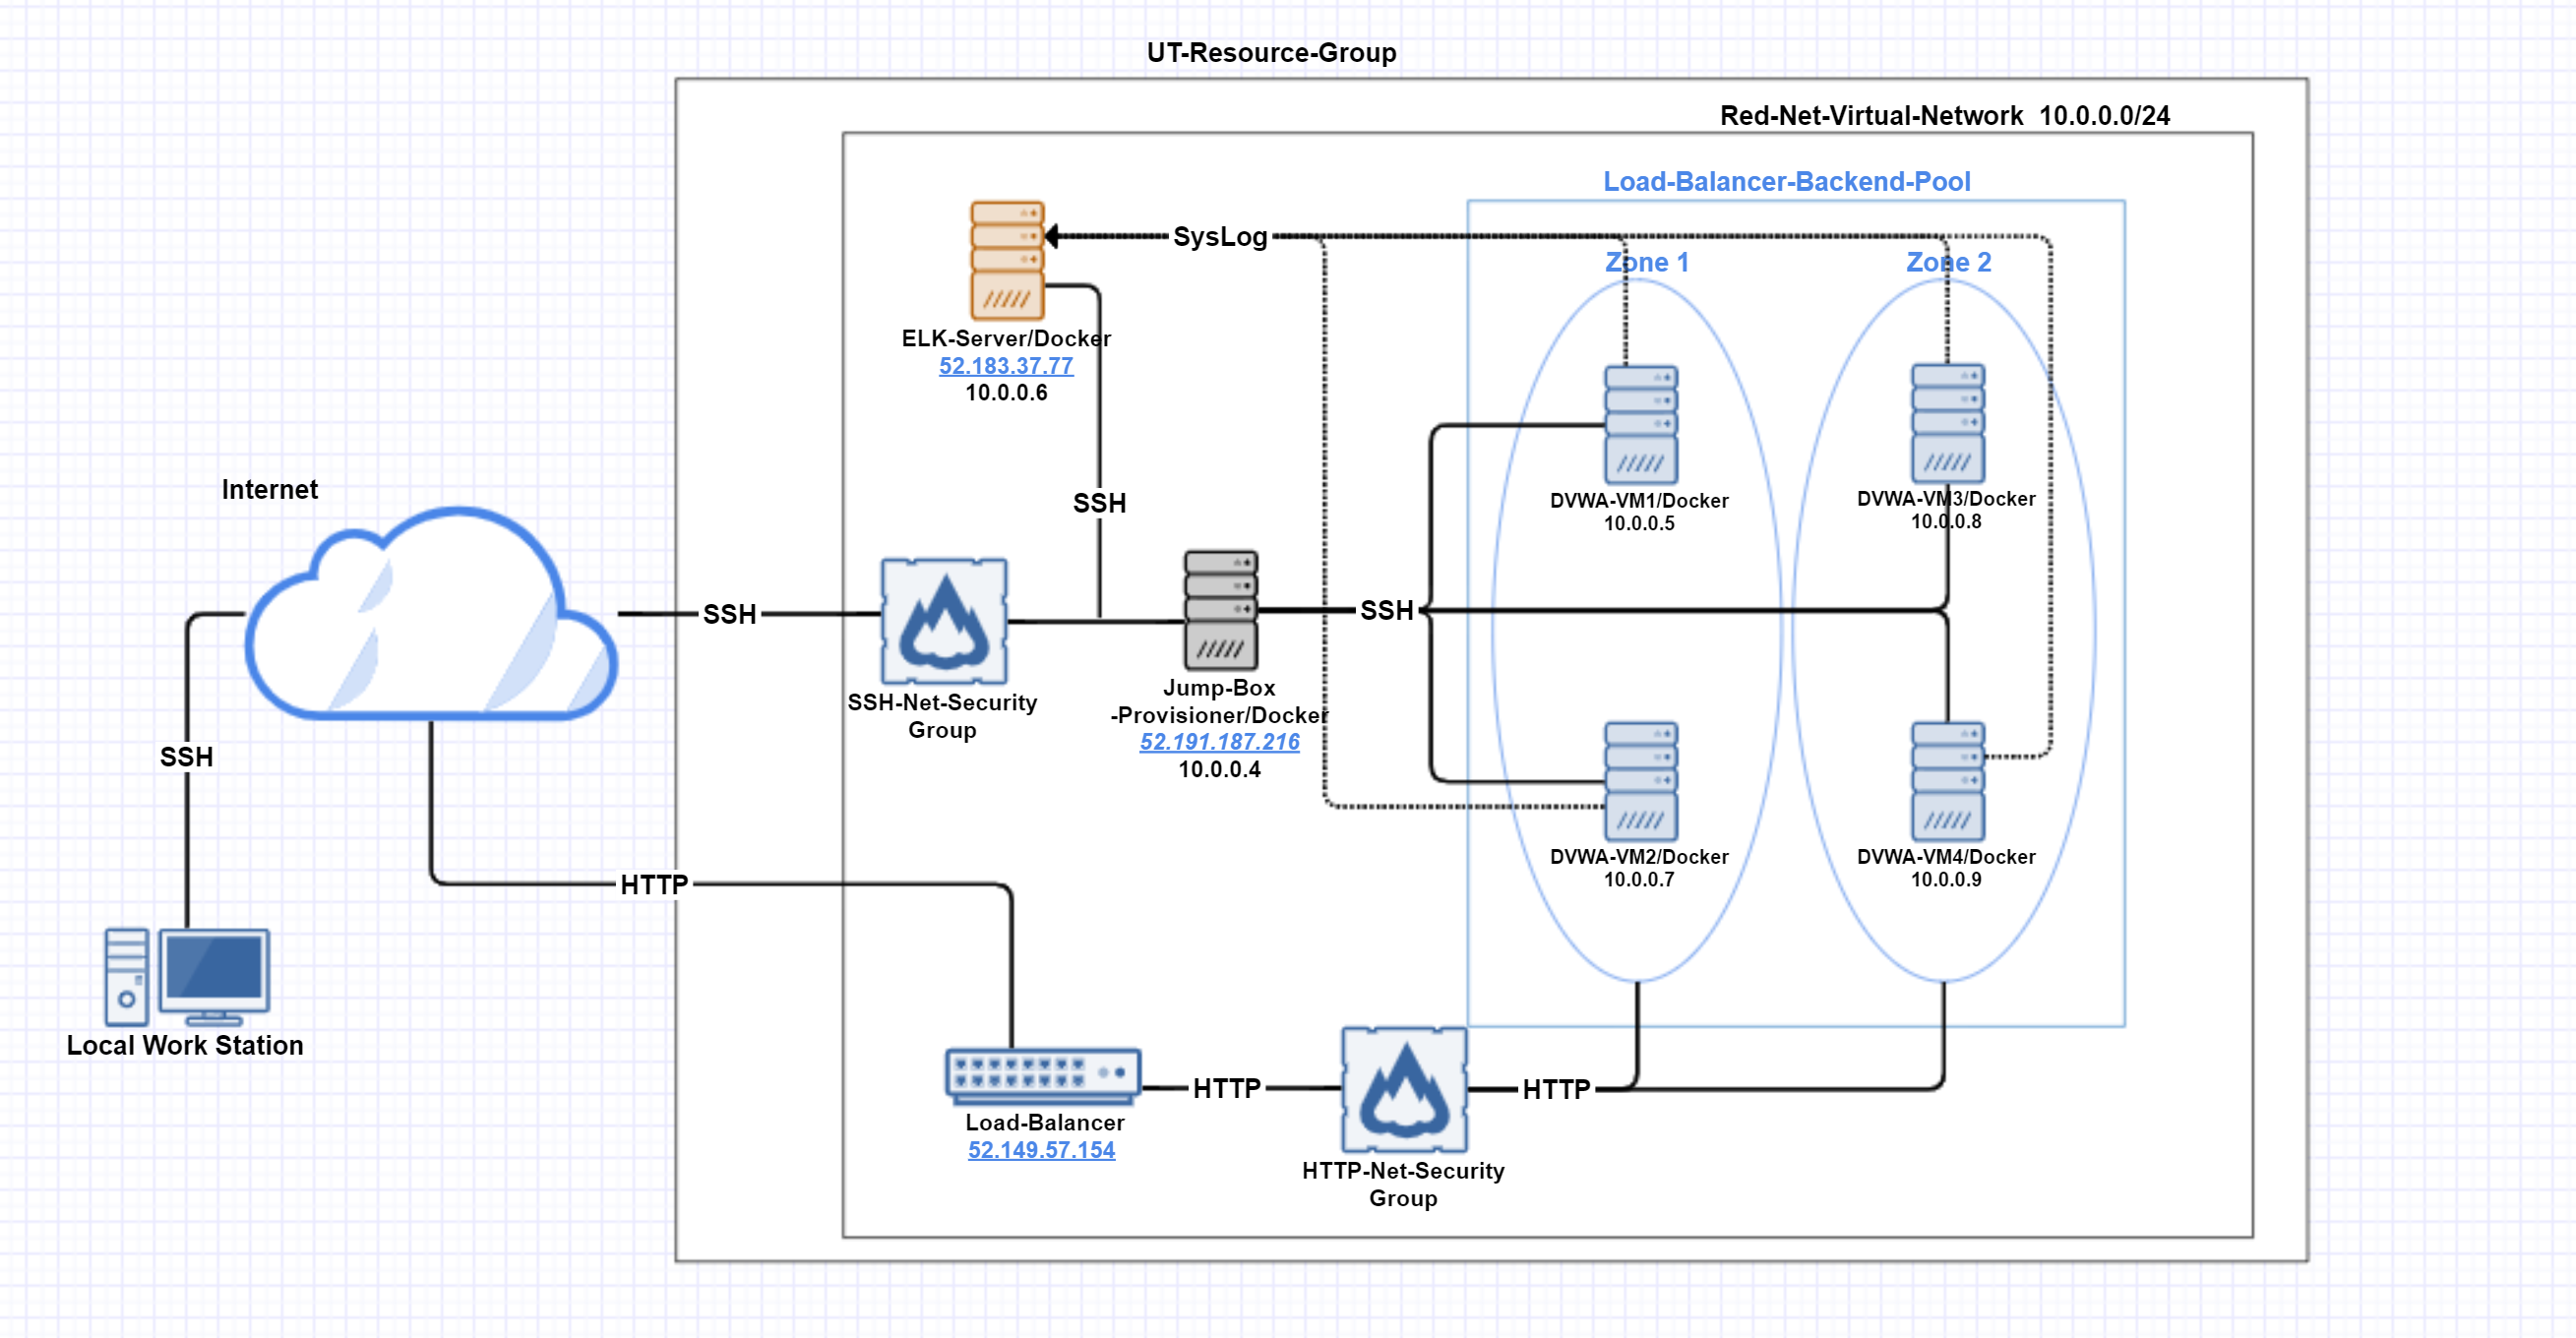 UT-Resource-Group
Red-Net-Virtual-Network 10.0.0.0/24
Load-Balancer-Backend-Pool
SysLog
Zone 1
Zone 2
ELK-Server/Docker
52.183.37.77
10.0.0.6
Internet
SSH
DVWA-VM1/Docker
10.0.0.5
DVWA-VM3/Docker
10.0.0.8
SSH
SSH
SSH-Net-Security
Group
Jump-Box
-Provisioner/Docker
52.191.187.216
10.0.0.4
SSH
HTTP
DVWA-VM2/Docker
10.0.0.7
DVWA-VM4/Docker
10.0.0.9
Local Work Station
HTTP
HTTP
Load-Balancer
52.149.57.154
HTTP-Net-Security
Group